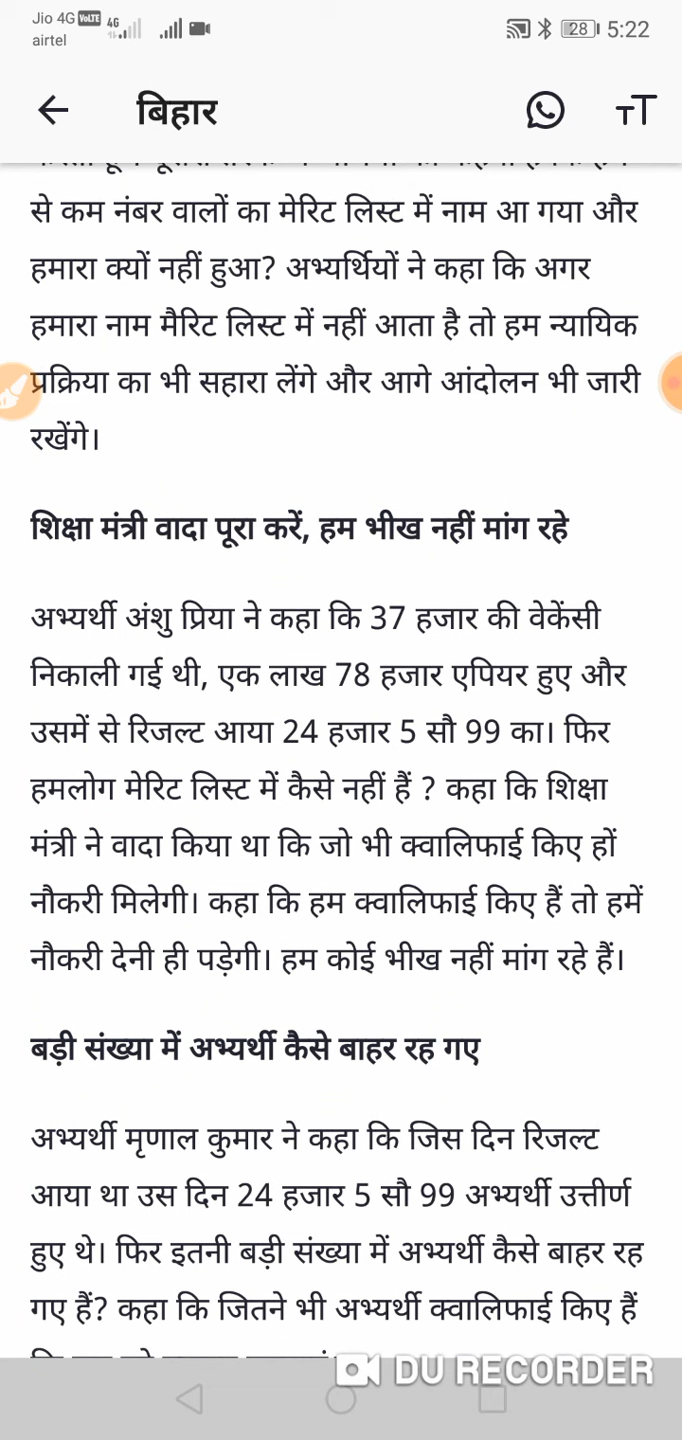 Jio 4G VoLTE 4G
airtel
28 5:22
बिहार
TT
से कम नंबर वालों का मेरिट लिस्ट में नाम आ गया और
हमारा क्यों नहीं हुआ? अभ्यर्थियों ने कहा कि अगर
हमारा नाम मैरिट लिस्ट में नहीं आता है तो हम न्यायिक
प्रक्रिया का भी सहारा लेंगे और आगे आंदोलन भी जारी
रखेंगे।
शिक्षा मंत्री वादा पूरा करें, हम भीख नहीं मांग रहे
अभ्यर्थी अंशु प्रिया ने कहा कि 37 हजार की वेकेंसी
निकाली गई थी, एक लाख 78 हजार एपियर हुए और
उसमें से रिजल्ट आया 24 हजार 5 सौ 99 का। फिर
हमलोग मेरिट लिस्ट में कैसे नहीं हैं ? कहा कि शिक्षा
मंत्री ने वादा किया था कि जो भी क्वालिफाई किए हों
नौकरी मिलेगी। कहा कि हम क्वालिफाई किए हैं तो हमें
नौकरी देनी ही पड़ेगी। हम कोई भीख नहीं मांग रहे हैं।
बड़ी संख्या में अभ्यर्थी कैसे बाहर रह गए
अभ्यर्थी मृणाल कुमार ने कहा कि जिस दिन रिजल्ट
आया था उस दिन 24 हजार 5 सौ 99 अभ्यर्थी उत्तीर्ण
हुए थे। फिर इतनी बड़ी संख्या में अभ्यर्थी कैसे बाहर रह
गए हैं? कहा कि जितने भी अभ्यर्थी क्वालिफाई किए हैं
DU RECORDER